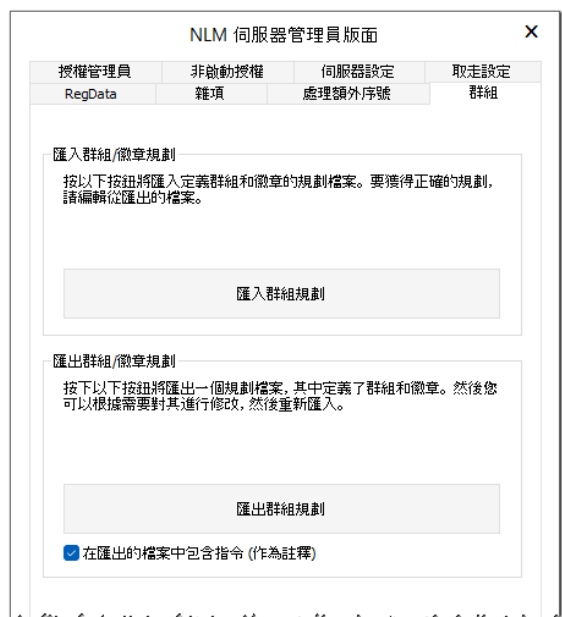 NLM 伺服器管理員版面
授權管理員 非啟動授權 伺服器設定 取走設定
RegData 雜項 處理額外序號 群組
匯入群組/徽章規劃
按以下按鈕將匯入定義群組和徽章的規劃檔案。要獲得正確的規劃,
請編輯從匯出的檔案。
匯入群組規劃
匯出群組/徽章規劃
按下以下按鈕將匯出一個規劃檔案, 其中定義了群組和徽章。然後您
可以根據需要對其進行修改, 然後重新匯入。
匯出群組規劃
在匯出的檔案中包含指令 (作為註釋)